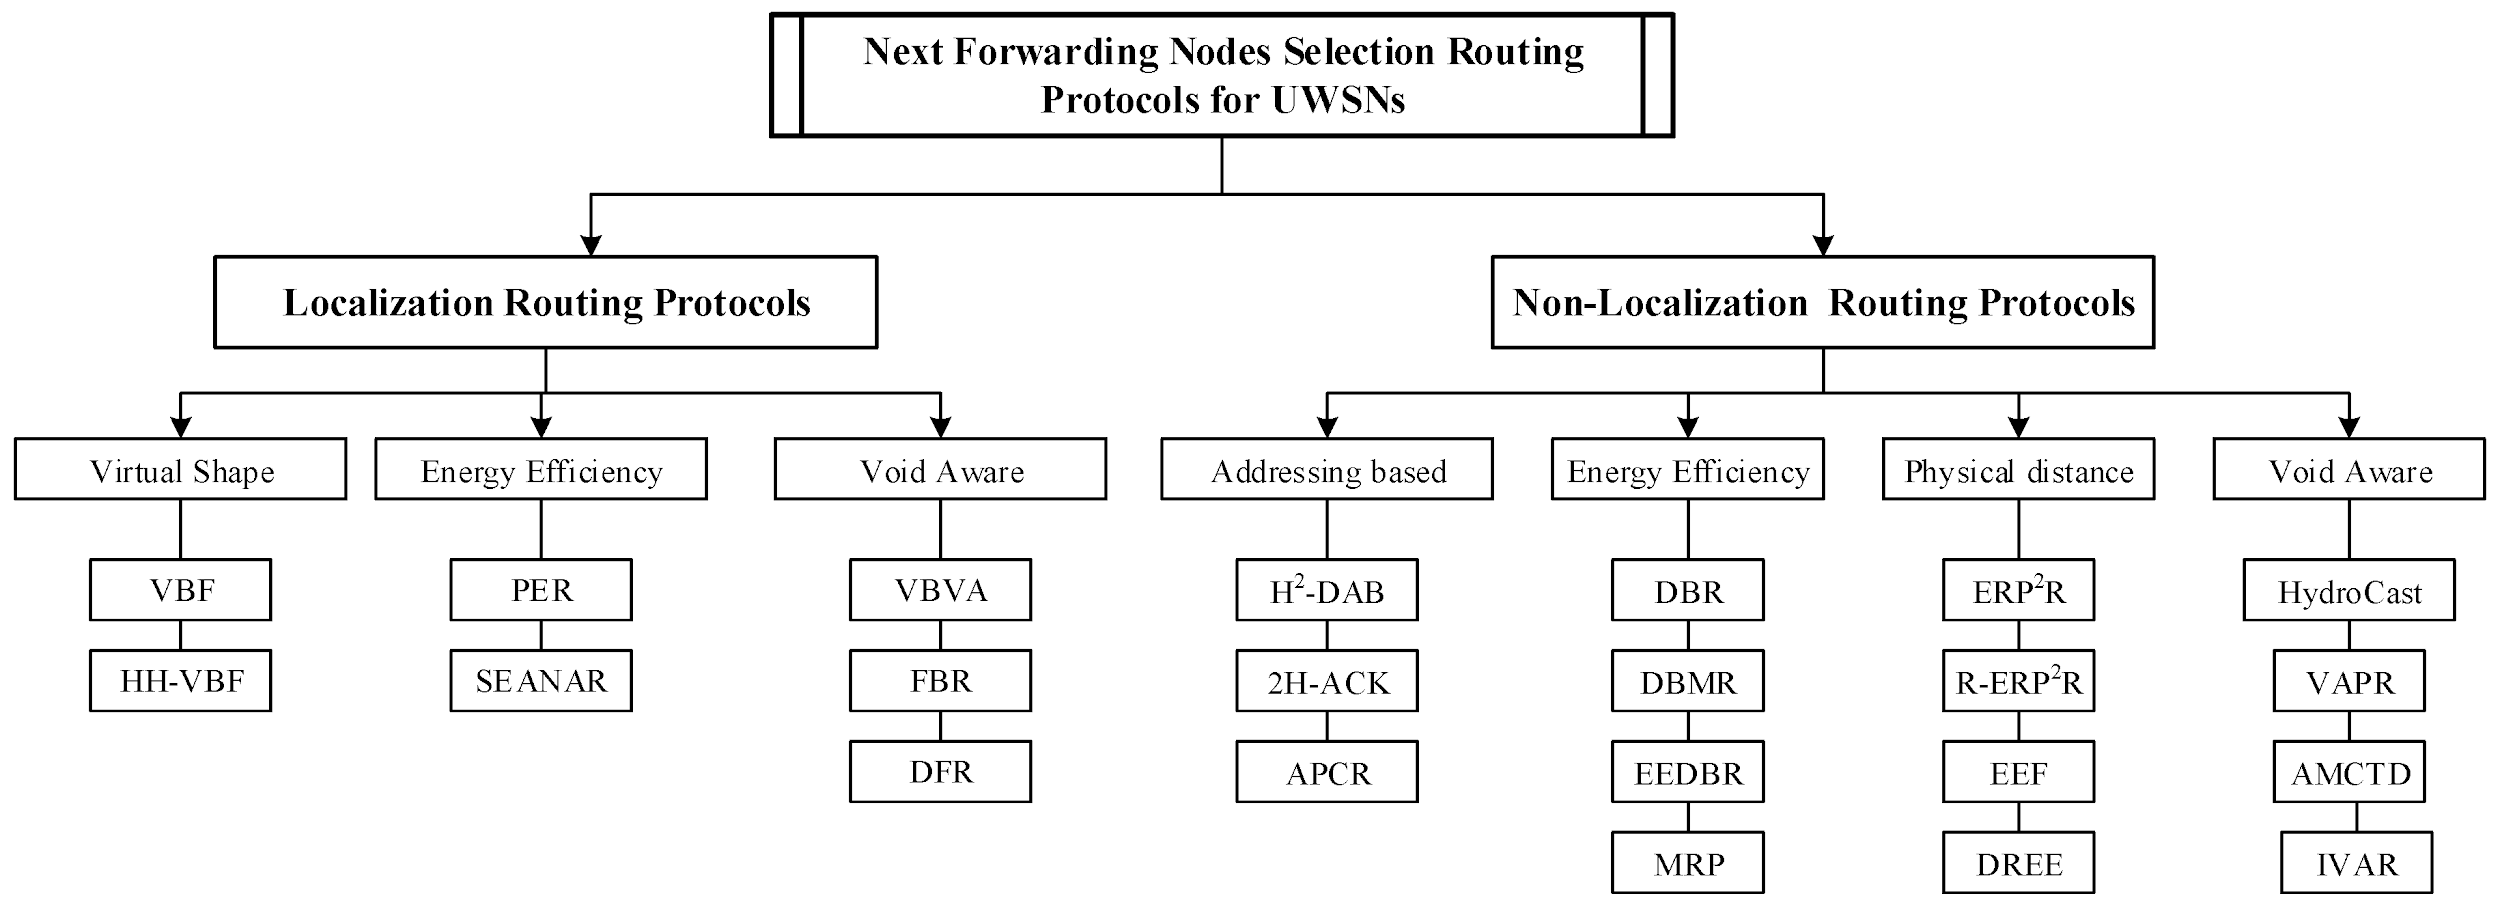 Next Forwarding Nodes Selection Routing
Protocols for UWSNs
Localization Routing Protocols
Non-Localization Routing Protocols
Virtual Shape
Energy Efficiency
Void Aware
Addressing based
Energy Efficiency
Physical distance
Void Aware
VBF
PER
VBVA
H²-DAB
DBR
ERP²R
HydroCast
HH-VBF
SEANAR
FBR
2H-ACK
DBMR
R-ERP²R
VAPR
DFR
APCR
EEDBR
EEF
AMCTD
MRP
DREE
IVAR